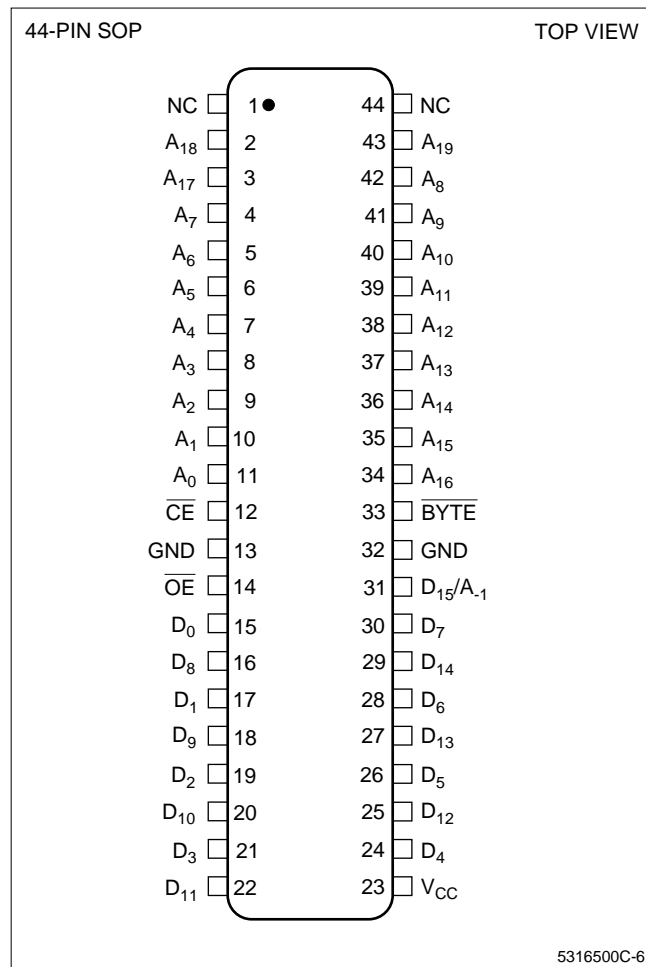 44-PIN SOP TOP VIEW
NC 1 44 NC
A18 2 43 A19
A17 3 42 A8
A7 4 41 A9
A6 5 40 A10
A5 6 39 A11
A4 7 38 A12
A3 8 37 A13
A2 9 36 A14
A1 10 35 A15
A0 11 34 A16
C̅E̅ 12 33 B̅Y̅T̅E̅
GND 13 32 GND
O̅E̅ 14 31 D15/A-1
D0 15 30 D7
D8 16 29 D14
D1 17 28 D6
D9 18 27 D13
D2 19 26 D5
D10 20 25 D12
D3 21 24 D4
D11 22 23 VCC
5316500C-6